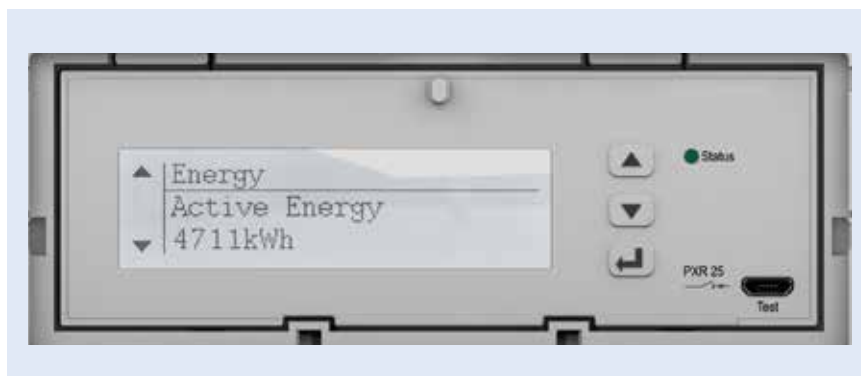 Energy
Active Energy
4711kWh
Status
PXR 25
Test